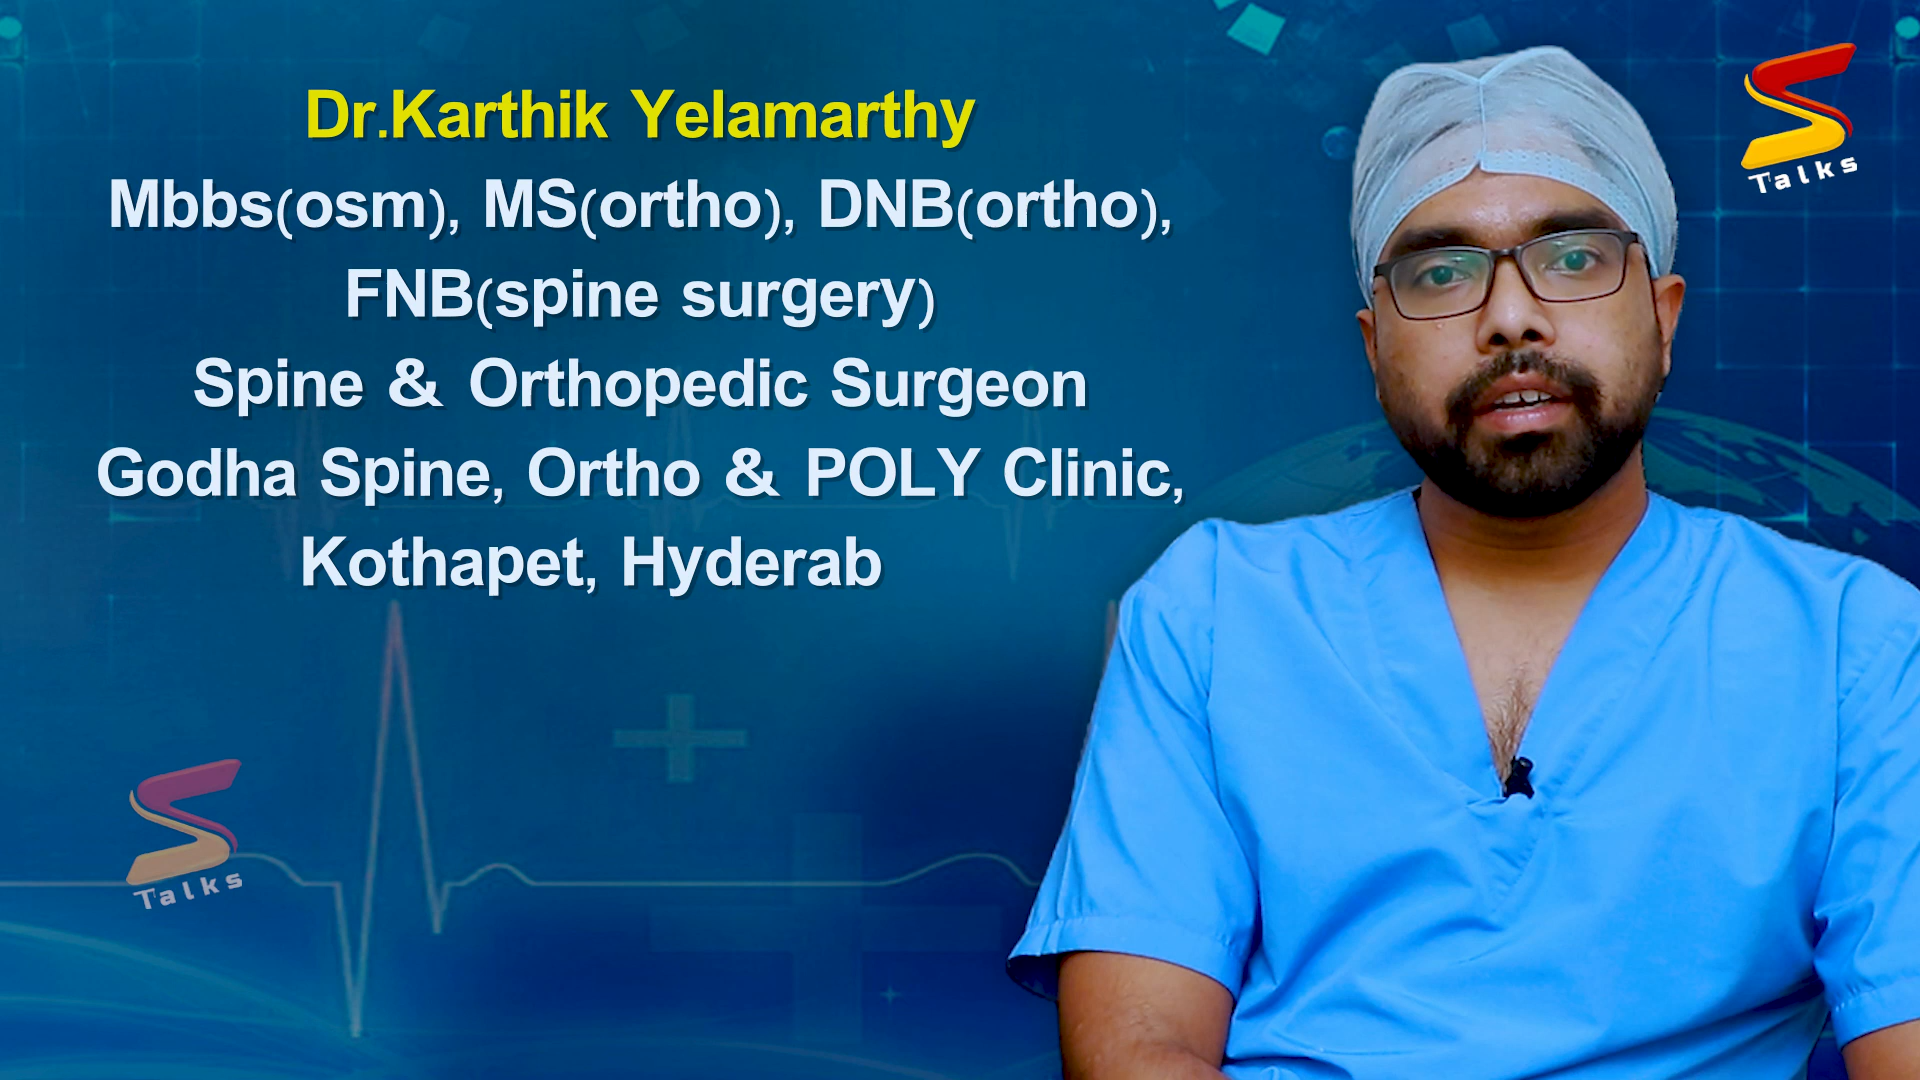 Dr.Karthik Yelamarthy
Mbbs(osm), MS(ortho), DNB(ortho),
FNB(spine surgery)
Spine & Orthopedic Surgeon
Godha Spine, Ortho & POLY Clinic,
Kothapet, Hyderab
S
Talks
S
Talks